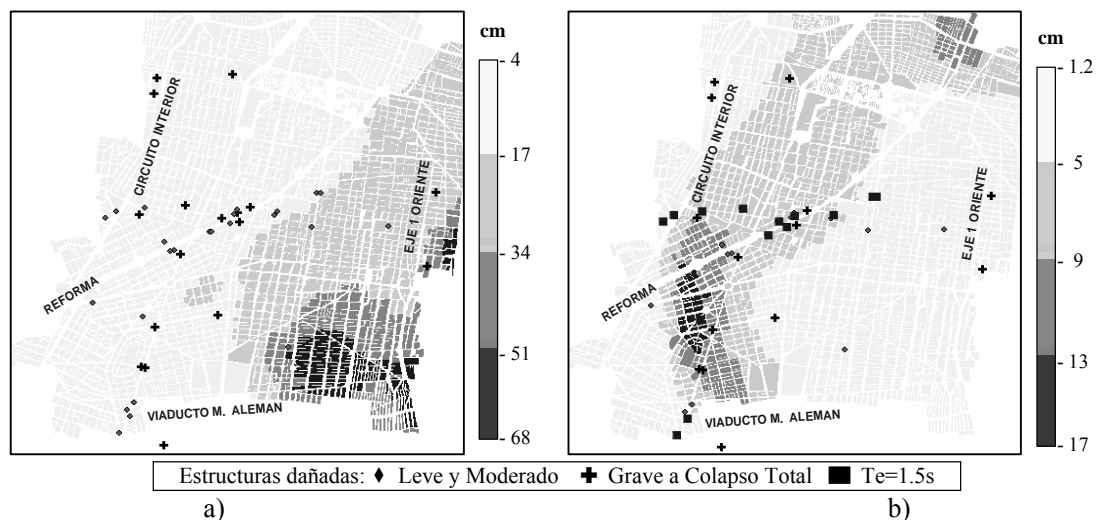 cm
4
17
34
51
68
CIRCUITO INTERIOR
EJE 1 ORIENTE
REFORMA
VIADUCTO M. ALEMAN
cm
1.2
5
9
13
17
CIRCUITO INTERIOR
EJE 1 ORIENTE
REFORMA
VIADUCTO M. ALEMAN
Estructuras dañadas: Leve y Moderado Grave a Colapso Total Te=1.5s
a) b)